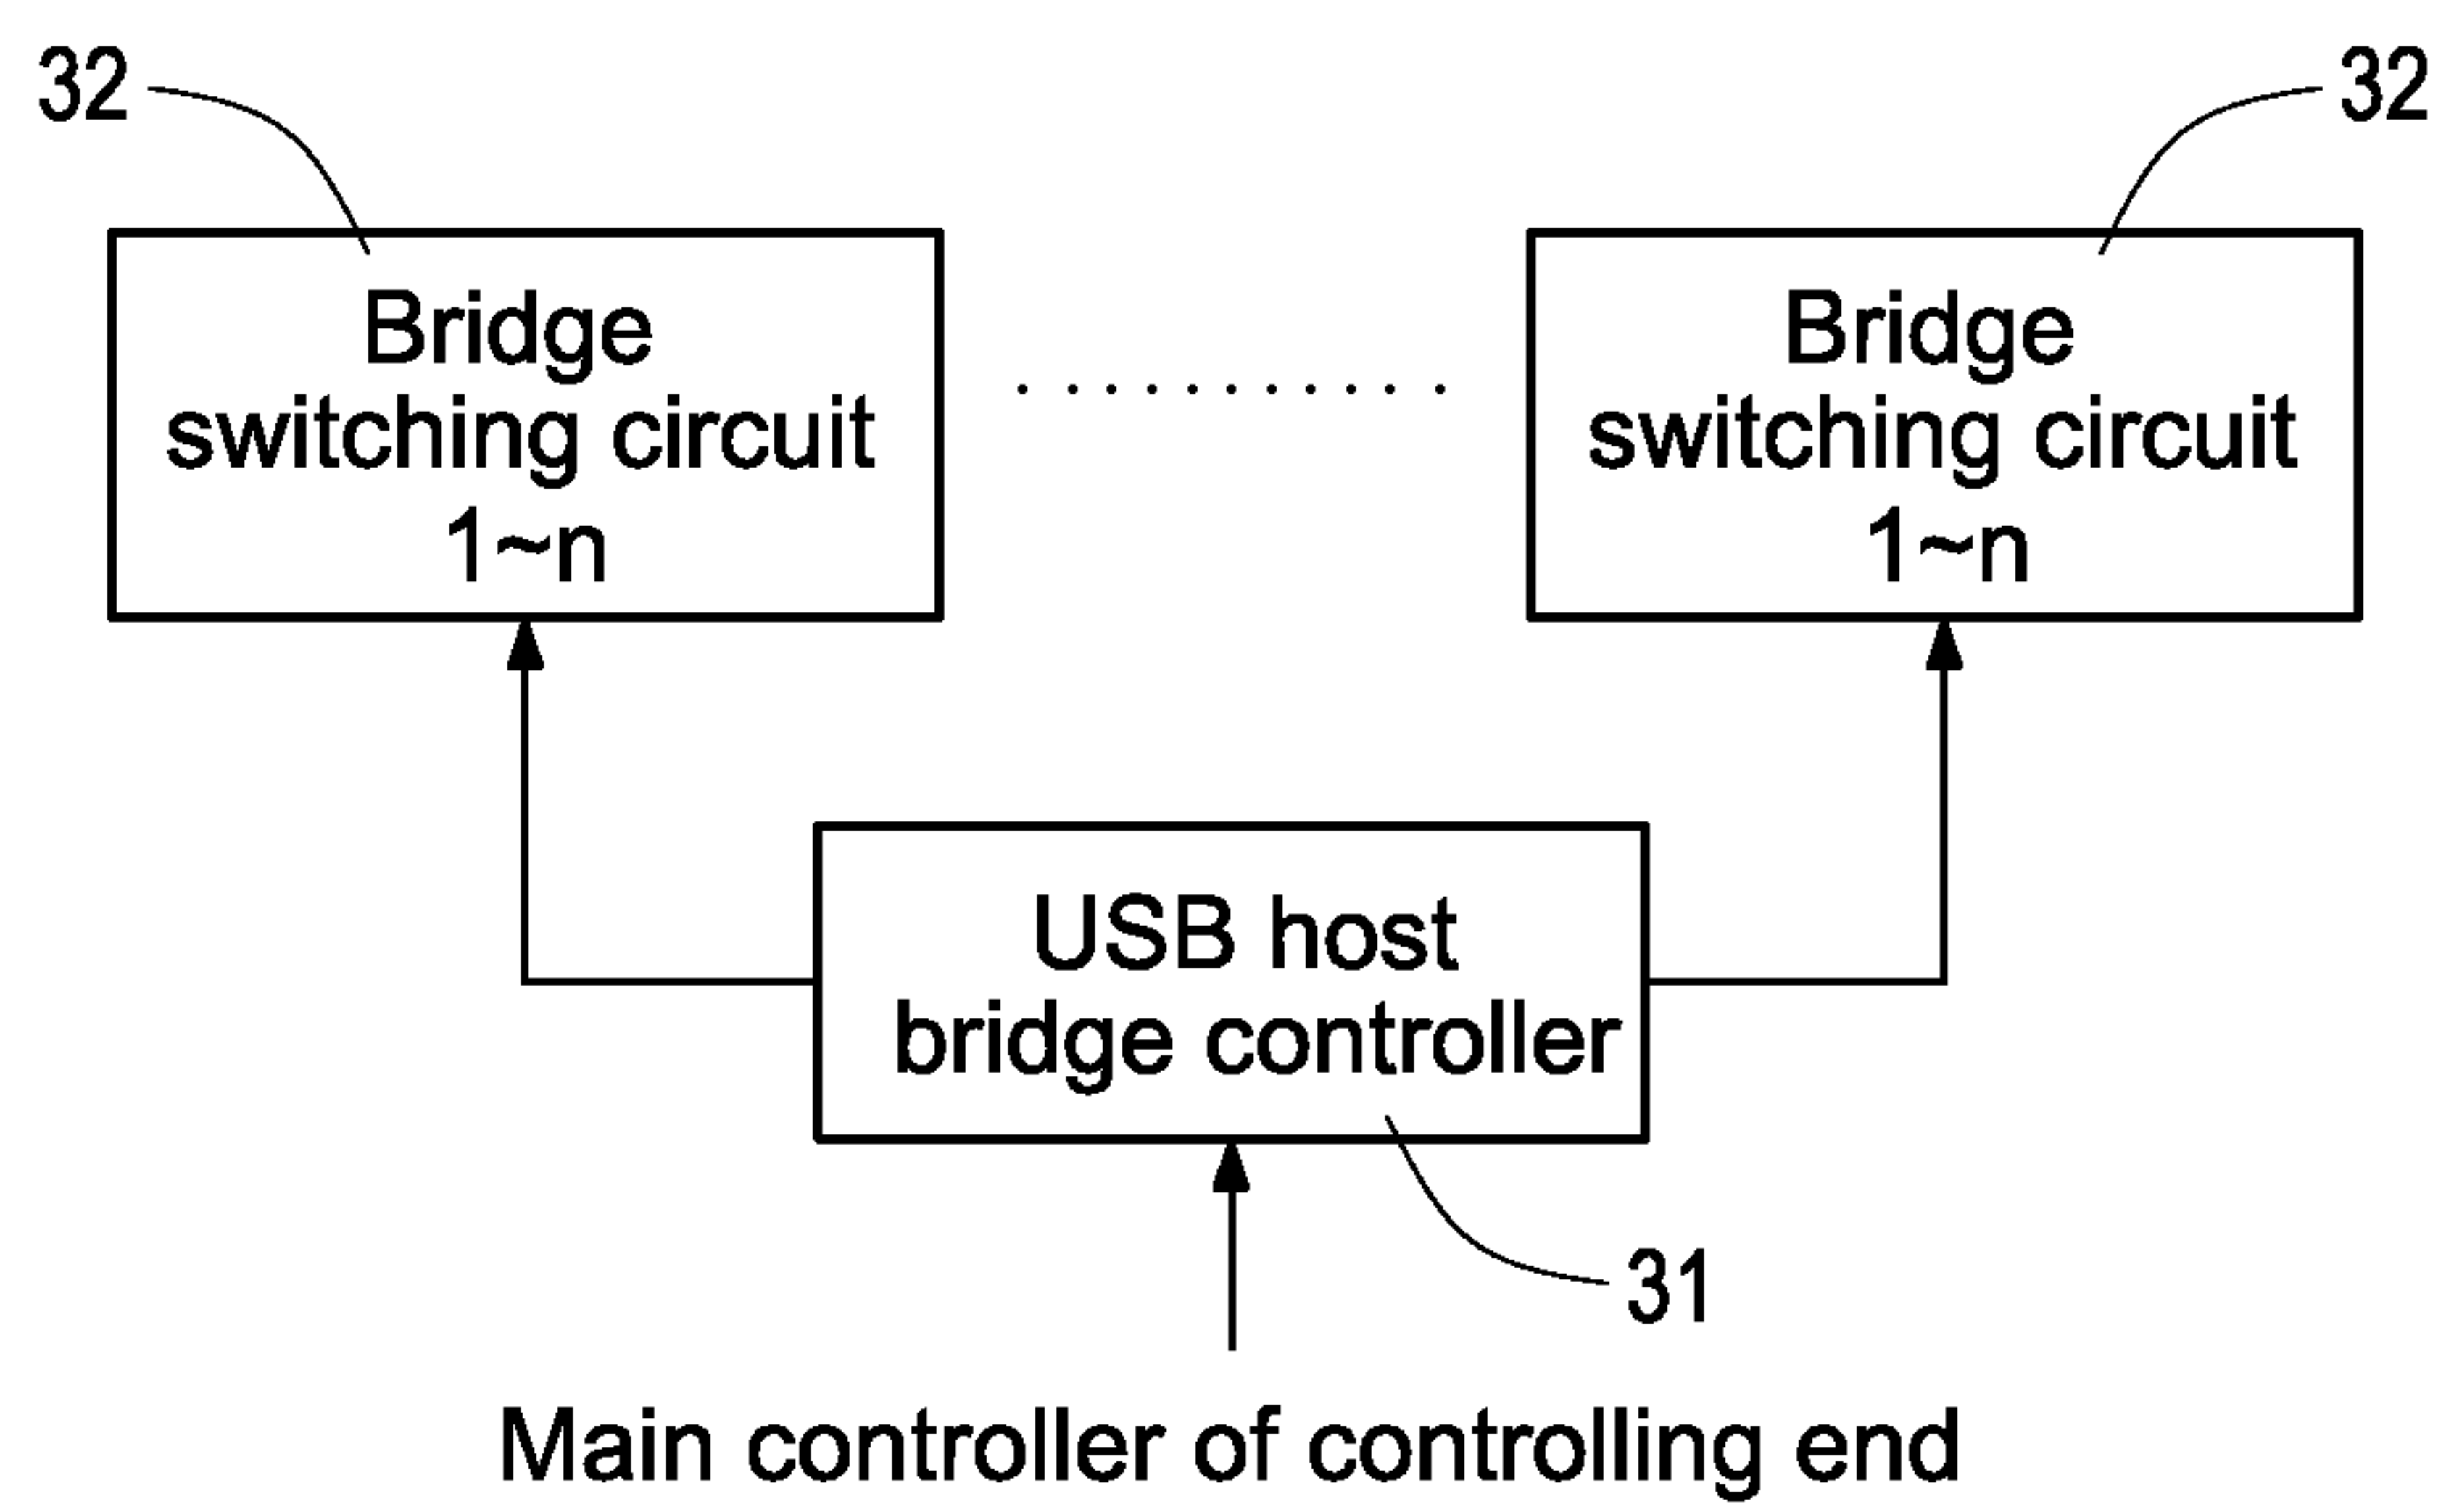 32
32
Bridge
switching circuit
1~n
...........
Bridge
switching circuit
1~n
USB host
bridge controller
31
Main controller of controlling end